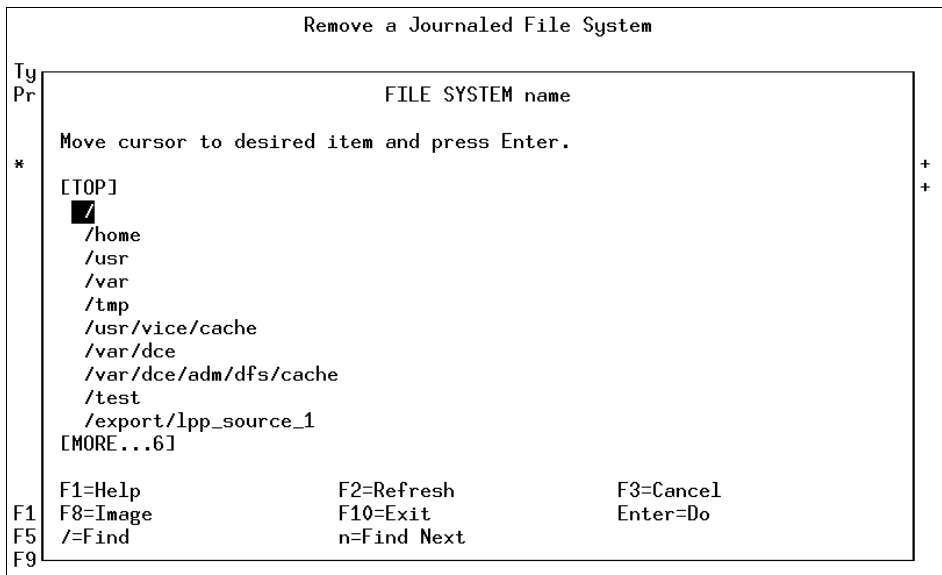 Remove a Journaled File System
Ty
Pr FILE SYSTEM name
Move cursor to desired item and press Enter.
* +
[TOP] +
/
/home
/usr
/var
/tmp
/usr/vice/cache
/var/dce
/var/dce/adm/dfs/cache
/test
/export/lpp_source_1
[MORE...6]
F1=Help F2=Refresh F3=Cancel
F1 F8=Image F10=Exit Enter=Do
F5 /=Find n=Find Next
F9